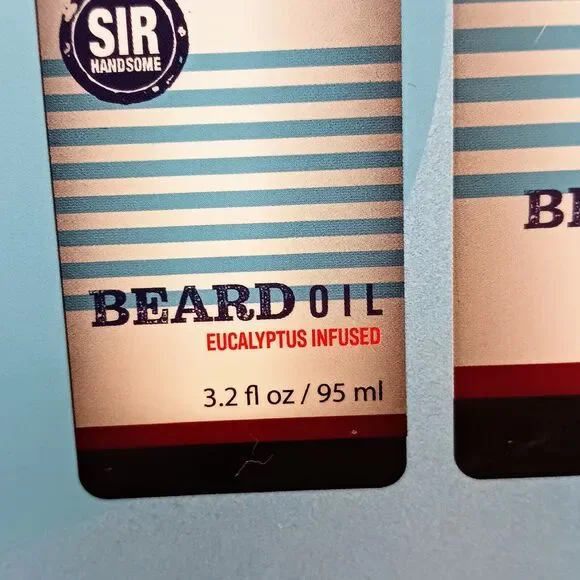 SIR
HANDSOME
BEARD OIL
EUCALYPTUS INFUSED
3.2 fl oz / 95 ml